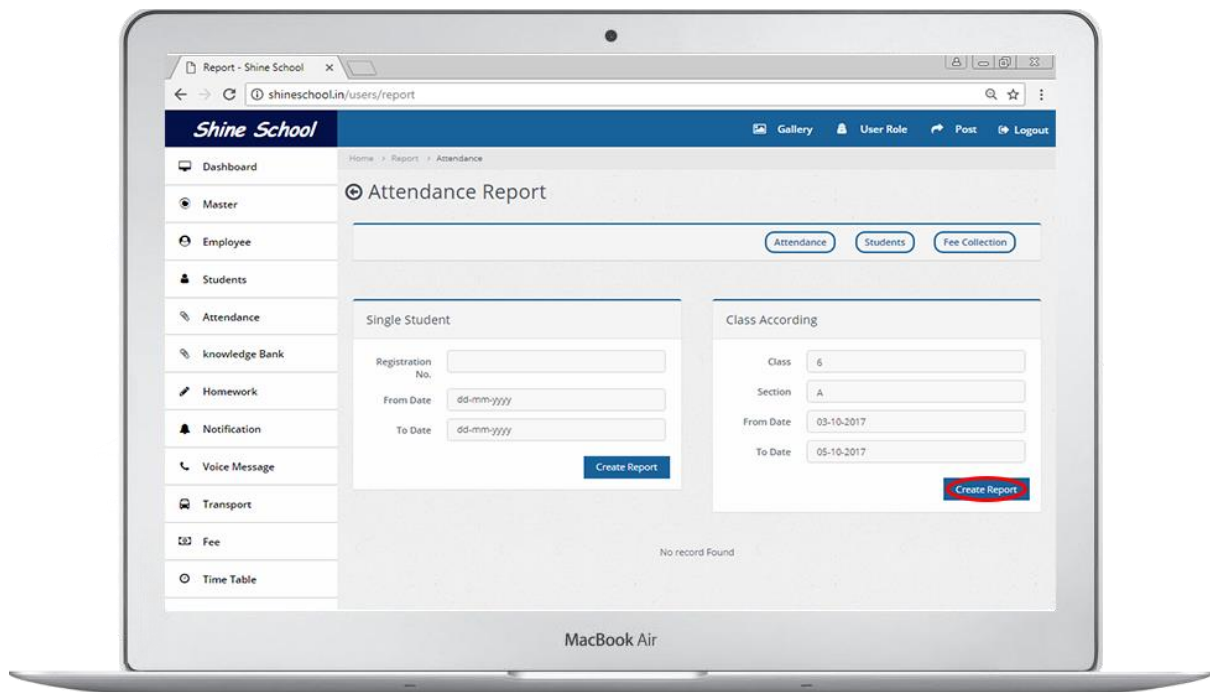 Report - Shine School
shineschool.in/users/report
Shine School
Gallery
User Role
Post
Logout
Dashboard
Master
Employee
Students
Attendance
knowledge Bank
Homework
Notification
Voice Message
Transport
Fee
Time Table
Home > Report > Attendance
Attendance Report
Attendance
Students
Fee Collection
Single Student
Registration
No.
From Date dd-mm-yyyy
To Date dd-mm-yyyy
Create Report
Class According
Class 6
Section A
From Date 03-10-2017
To Date 05-10-2017
Create Report
No record Found
MacBook Air